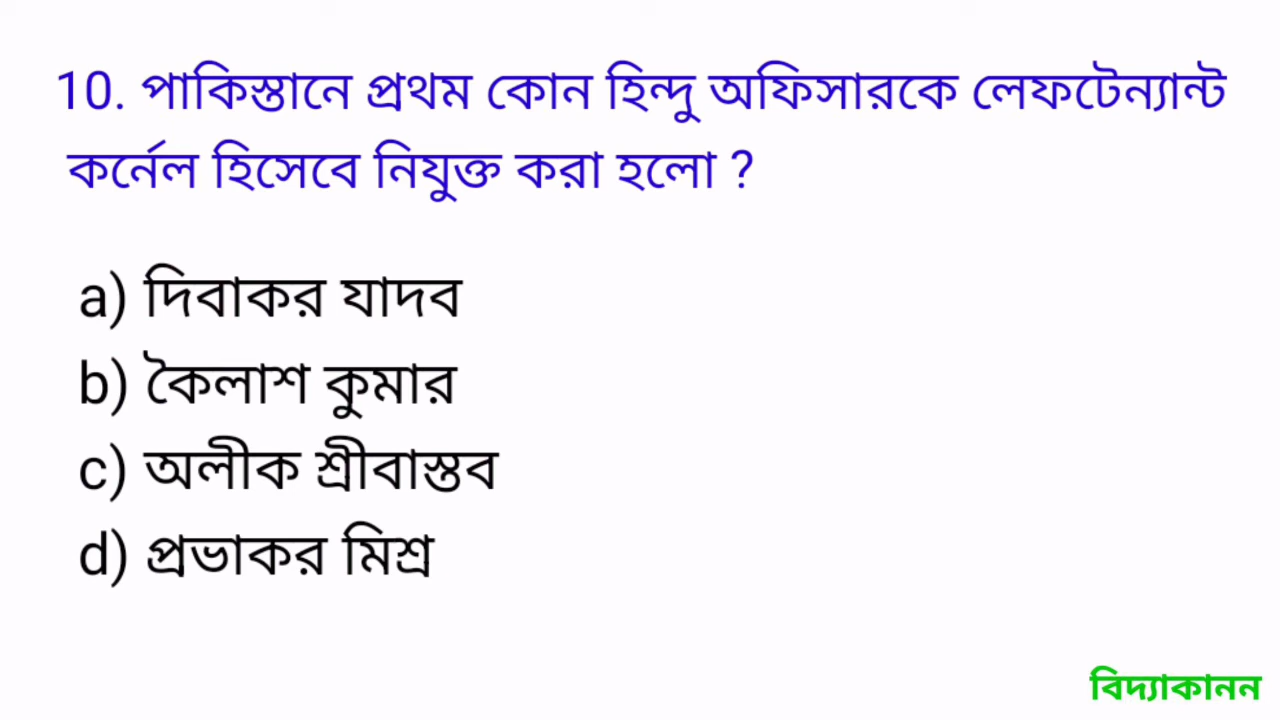 10. পাকিস্তানে প্রথম কোন হিন্দু অফিসারকে লেফটেন্যান্ট
কর্নেল হিসেবে নিযুক্ত করা হলো ?
a) দিবাকর যাদব
b) কৈলাশ কুমার
c) অলীক শ্রীবাস্তব
d) প্রভাকর মিশ্র
বিদ্যাকানন